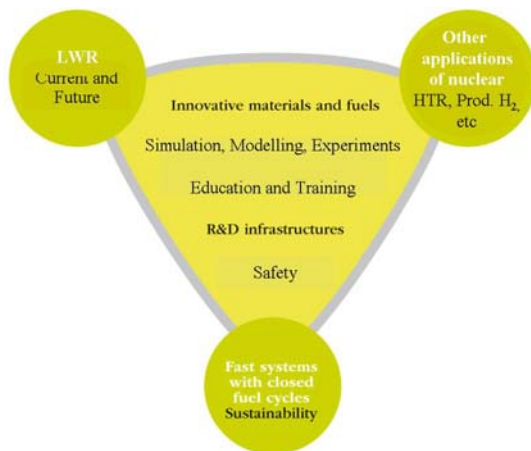 LWR
Current and
Future
Other
applications
of nuclear
HTR, Prod. H2,
etc
Innovative materials and fuels
Simulation, Modelling, Experiments
Education and Training
R&D infrastructures
Safety
Fast systems
with closed
fuel cycles
Sustainability